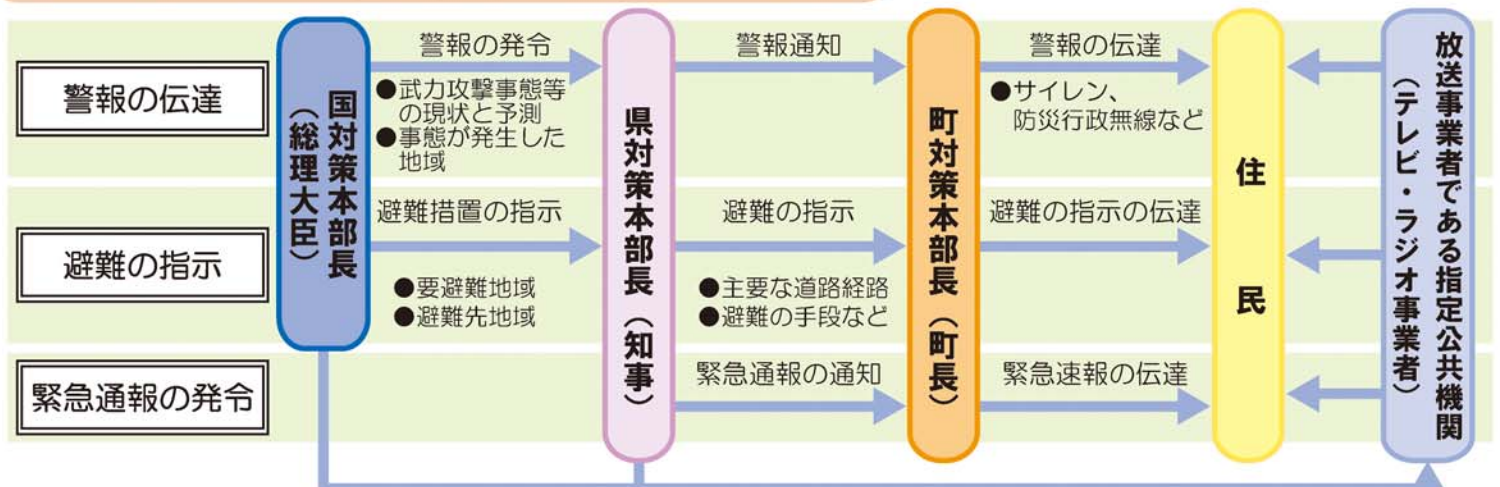 警報の伝達
避難の指示
緊急通報の発令
国対策本部長
（総理大臣）
警報の発令
●武力攻撃事態等
の現状と予測
●事態が発生した
地域
避難措置の指示
●要避難地域
●避難先地域
県対策本部長（知事）
警報通知
避難の指示
●主要な道路経路
●避難の手段など
緊急通報の通知
町対策本部長（町長）
警報の伝達
●サイレン、
防災行政無線など
避難の指示の伝達
緊急速報の伝達
住民
放送事業者である指定公共機関
（テレビ・ラジオ事業者）